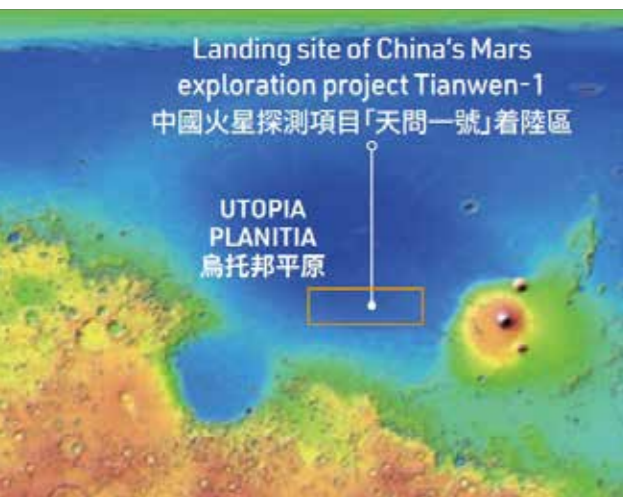 Landing site of China's Mars
exploration project Tianwen-1
中國火星探測項目「天問一號」着陸區
UTOPIA
PLANITIA
烏托邦平原